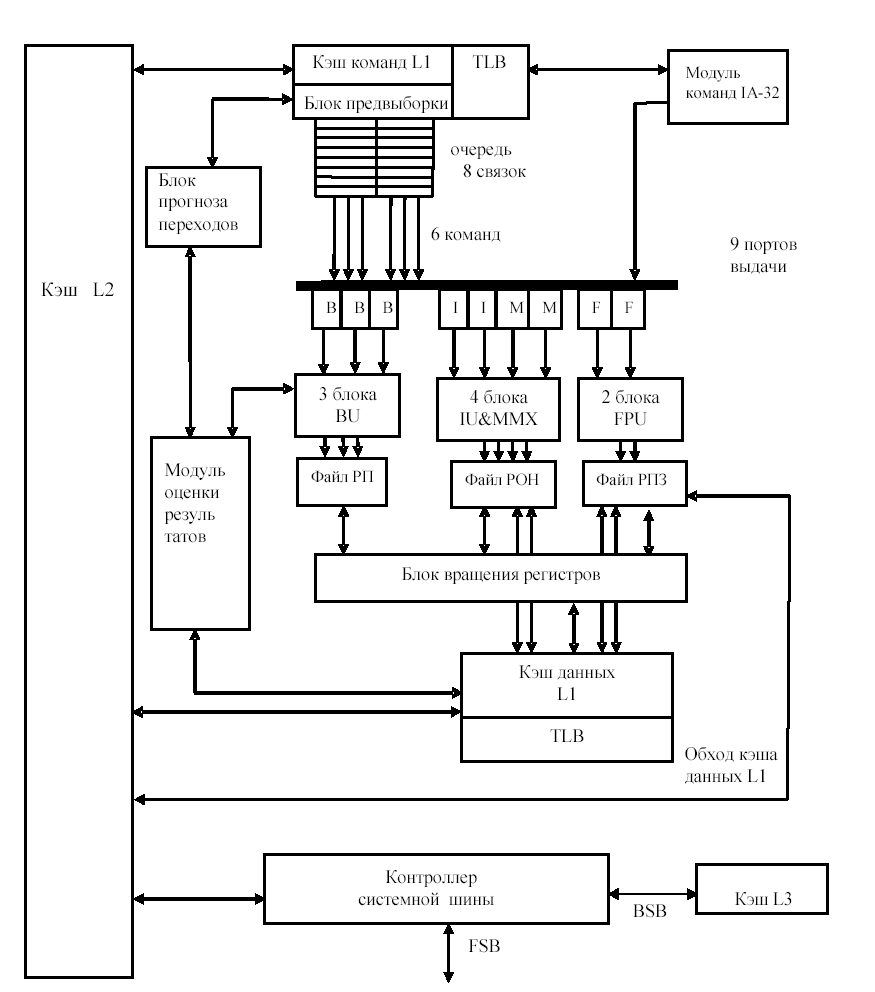 Кэш команд L1
TLB
Модуль
команд IA-32
Блок предвыборки
очередь
8 связок
Блок
прогноза
переходов
6 команд
9 портов
выдачи
Кэш L2
B B B I I M M F F
3 блока
BU
4 блока
IU&MMX
2 блока
FPU
Модуль
оценки
резуль
татов
Файл РП
Файл РОН
Файл РПЗ
Блок вращения регистров
Кэш данных
L1
TLB
Обход кэша
данных L1
Контроллер
системной шины
BSB
Кэш L3
FSB